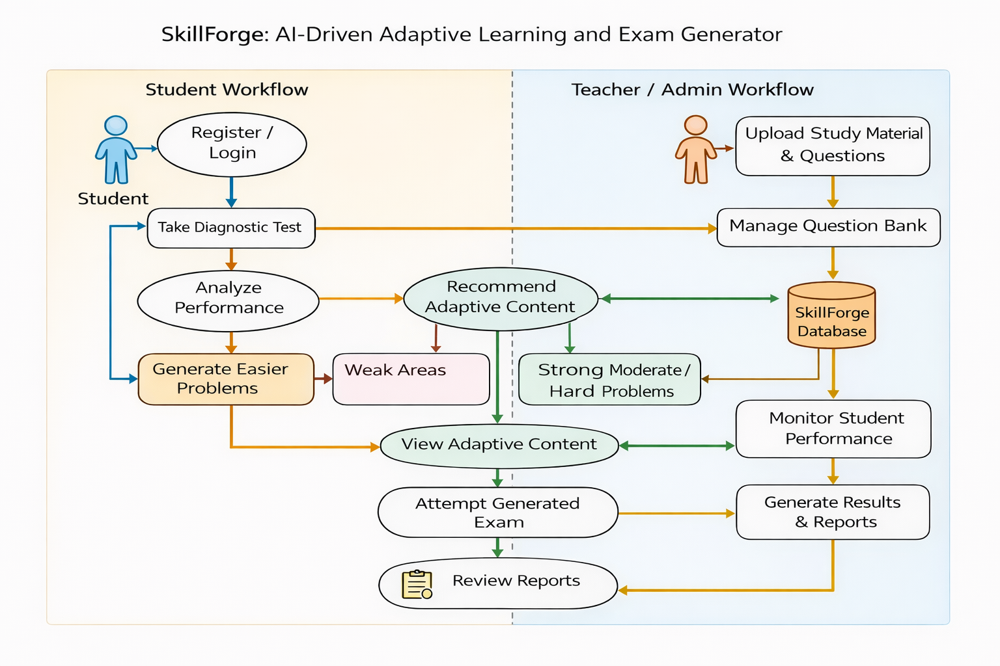 SkillForge: AI-Driven Adaptive Learning and Exam Generator
Student Workflow
Teacher / Admin Workflow
Register /
Login
Student
Upload Study Material
& Questions
Take Diagnostic Test
Manage Question Bank
Analyze
Performance
Recommend
Adaptive Content
SkillForge
Database
Generate Easier
Problems
Weak Areas
Strong Moderate /
Hard Problems
Monitor Student
Performance
View Adaptive Content
Attempt Generated
Exam
Generate Results
& Reports
Review Reports